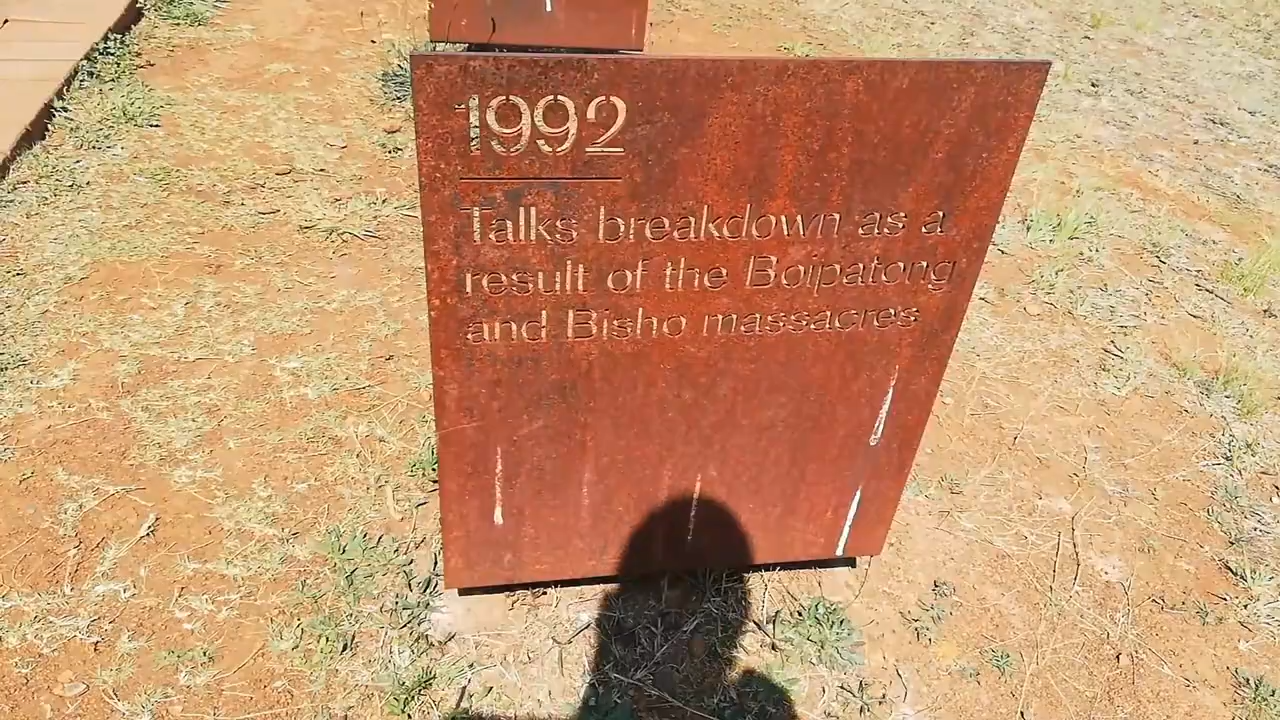 1992
Talks breakdown as a
result of the Boipatong
and Bisho massacres